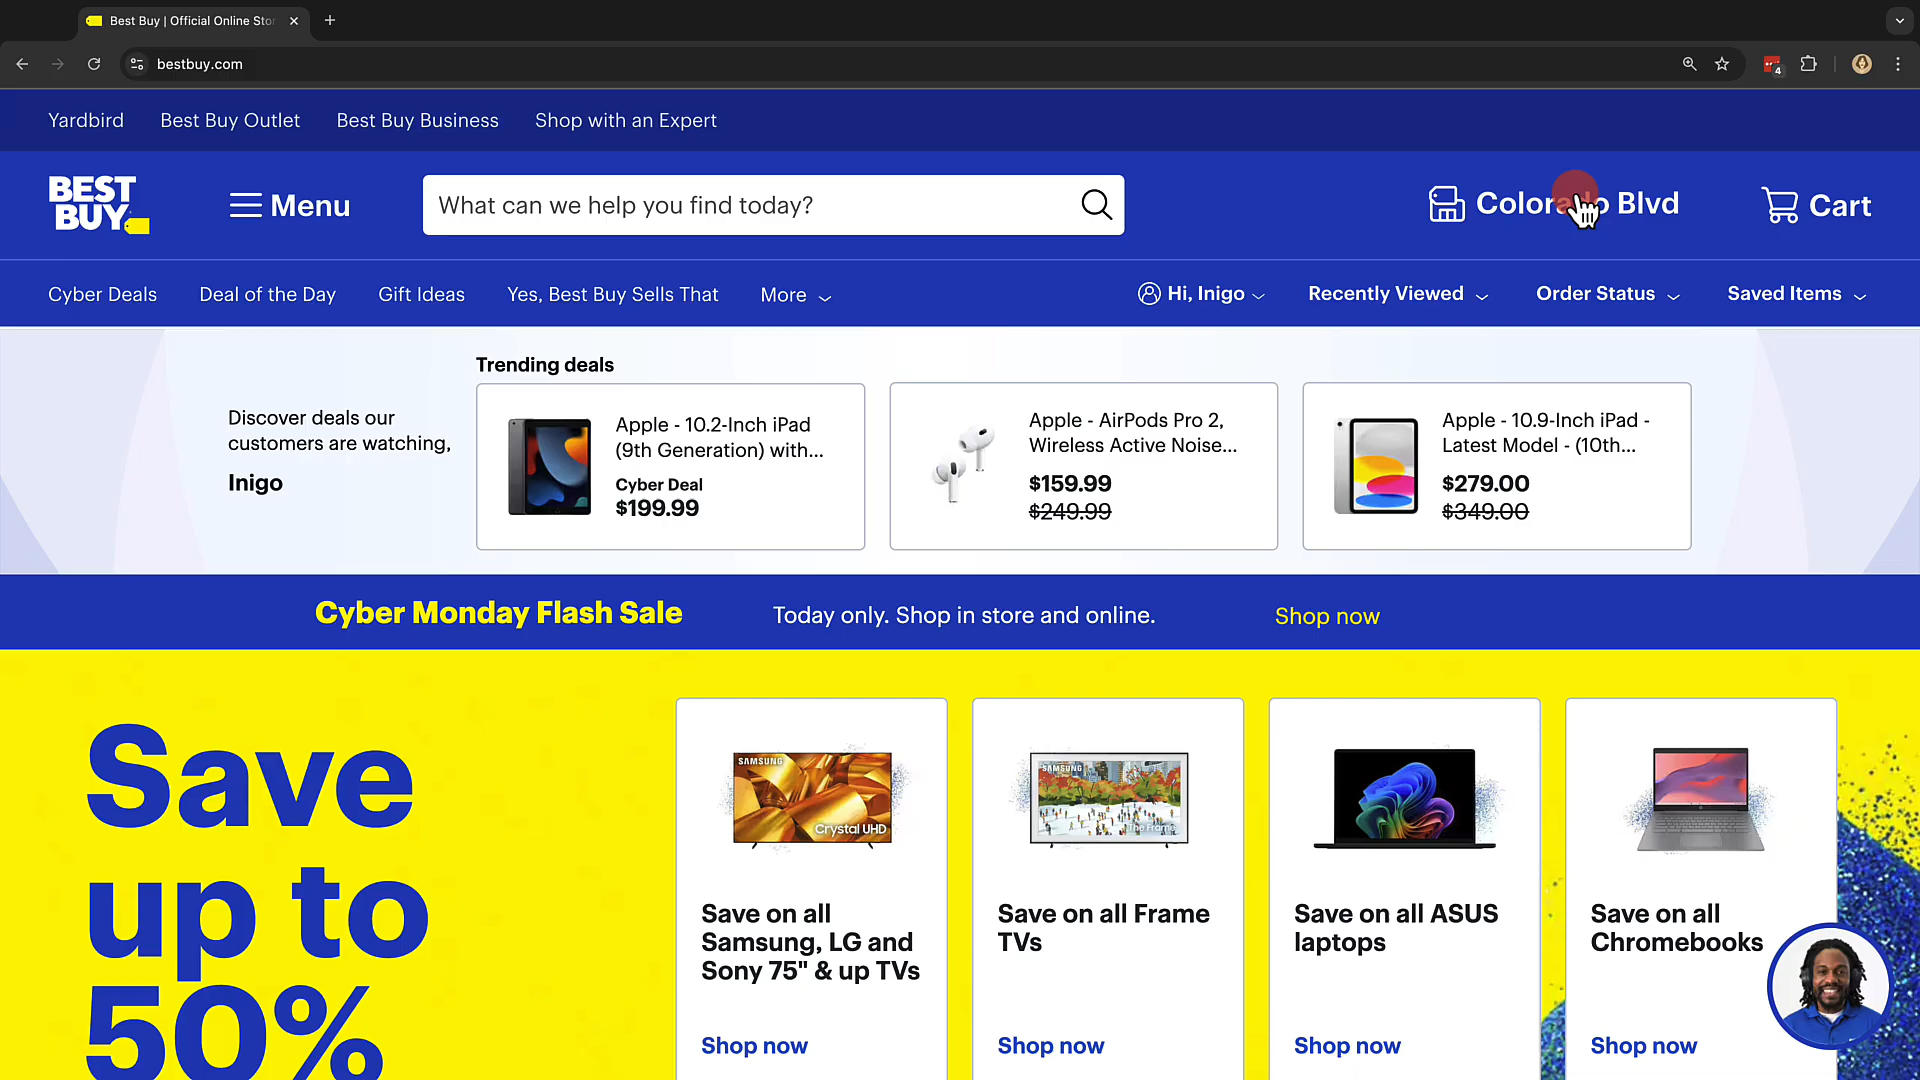 Best Buy | Official Online Stor
bestbuy.com
4
Yardbird
Best Buy Outlet
Best Buy Business
Shop with an Expert
BEST
BUY
Menu
What can we help you find today?
Colorado Blvd
Cart
Cyber Deals
Deal of the Day
Gift Ideas
Yes, Best Buy Sells That
More
Hi, Inigo
Recently Viewed
Order Status
Saved Items
Discover deals our
customers are watching,
Inigo
Trending deals
Apple - 10.2-Inch iPad
(9th Generation) with...
Cyber Deal
$199.99
Apple - AirPods Pro 2,
Wireless Active Noise...
$159.99
$249.99
Apple - 10.9-Inch iPad -
Latest Model - (10th...
$279.00
$349.00
Cyber Monday Flash Sale
Today only. Shop in store and online.
Shop now
Save
up to
50%
SAMSUNG
Crystal UHD
Save on all
Samsung, LG and
Sony 75" & up TVs
Shop now
SAMSUNG
The Frame
Save on all Frame
TVs
Shop now
Save on all ASUS
laptops
Shop now
Save on all
Chromebooks
Shop now